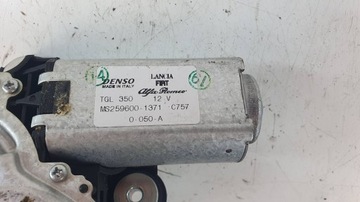 DENSO
MADE IN ITALY
LANCIA
FIAT
Alfa Romeo
TGL 350 12 V
MS259600-1371 C757
0-050-A